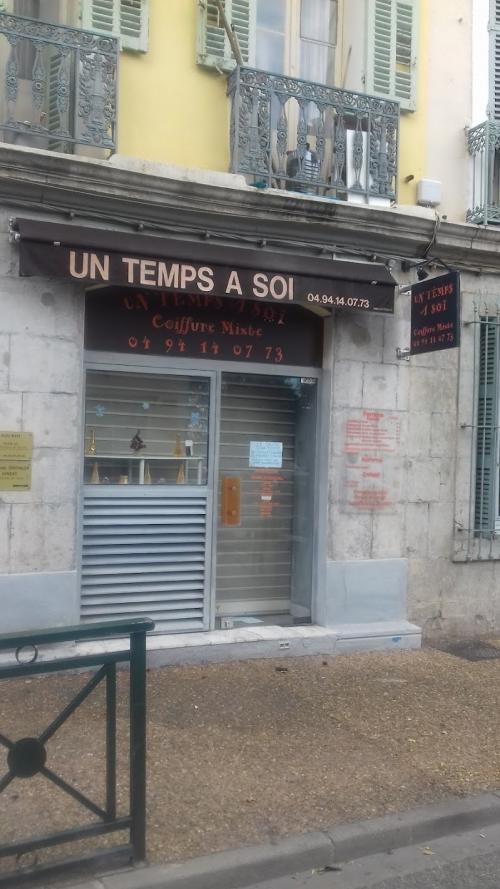 UN TEMPS A SOI
04.94.14.07.73
UN TEMPS A SOI
Coiffure Mixte
04 94 14 07 73
UN TEMPS
A SOI
Coiffure Mixte
04 94 14 07 73